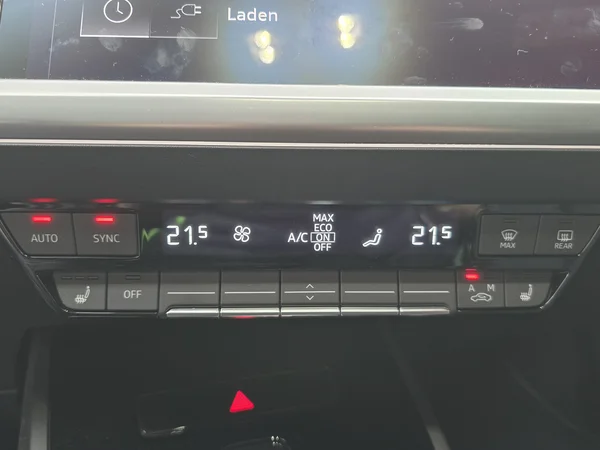 Laden
MAX
ECO
21.5 A/C ON 21.5
OFF
AUTO SYNC MAX REAR
OFF A M